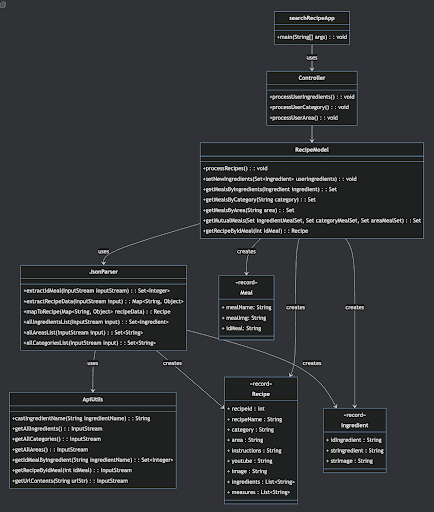 searchRecipeApp
+main(String[] args) : : void
uses
Controller
+processUserIngredients() : : void
+processUserCategory() : : void
+processUserArea() : : void
RecipeModel
+processRecipes() : : void
+setNewIngredients(Set<Ingredient> userIngredients) : : void
+getMealsByIngredients(Ingredient ingredient) : : Set
+getMealsByCategory(String category) : : Set
+getMealsByArea(String area) : : Set
+getMutualMeals(Set ingredientMealSet, Set categoryMealSet, Set areaMealSet) : : Set
+getRecipeByIdMeal(int idMeal) : : Recipe
uses
creates
JsonParser
+extractIdMeal(InputStream inputStream) : : Set<Integer>
+extractRecipeData(InputStream input) : : Map<String, Object>
+mapToRecipe(Map<String, Object> recipeData) : : Recipe
+allIngredientsList(InputStream input) : : Set<Ingredient>
+allAreasList(InputStream input) : : Set<String>
+allCategoriesList(InputStream input) : : Set<String>
«record»
Meal
+ mealName: String
+ mealImg: String
+ idMeal: String
creates
creates
uses
creates
creates
ApiUtils
+castIngredientName(String ingredientName) : : String
+getAllIngredients() : : InputStream
+getAllCategories() : : InputStream
+getAllAreas() : : InputStream
+getIdMealByIngredient(String ingredientName) : : Set<Integer>
+getRecipeByIdMeal(int idMeal) : : InputStream
+getUrlContents(String urlStr) : : InputStream
«record»
Recipe
+ recipeId : int
+ recipeName : String
+ category : String
+ area : String
+ instructions : String
+ youtube : String
+ image : String
+ ingredients : List<String>
+ measures : List<String>
«record»
Ingredient
+ idIngredient : String
+ strIngredient : String
+ strImage : String